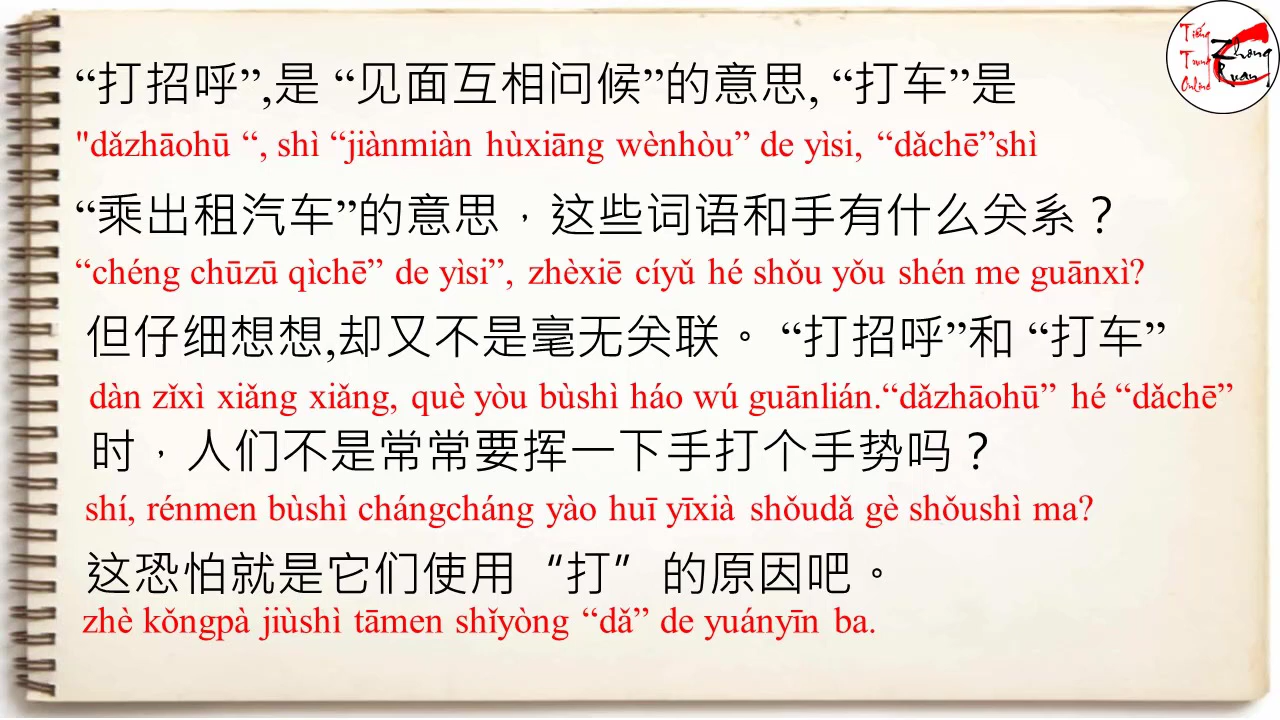 “打招呼”,是 “见面互相问候”的意思, “打车”是
"dǎzhāohū “, shì “jiànmiàn hùxiāng wènhòu” de yìsi, “dǎchē”shì
“乘出租汽车”的意思，这些词语和手有什么关系？
“chéng chūzū qìchē” de yìsi”, zhèxiē cíyǔ hé shǒu yǒu shén me guānxì?
但仔细想想,却又不是毫无关联。 “打招呼”和 “打车”
dàn zǐxì xiǎng xiǎng, què yòu bùshì háo wú guānlián.“dǎzhāohū” hé “dǎchē”
时，人们不是常常要挥一下手打个手势吗？
shí, rénmen bùshì chángcháng yào huī yīxià shǒudǎ gè shǒushì ma?
这恐怕就是它们使用“打”的原因吧。
zhè kǒngpà jiùshì tāmen shǐyòng “dǎ” de yuányīn ba.
Tiếng
Trung
Online
Zhong
Ruan